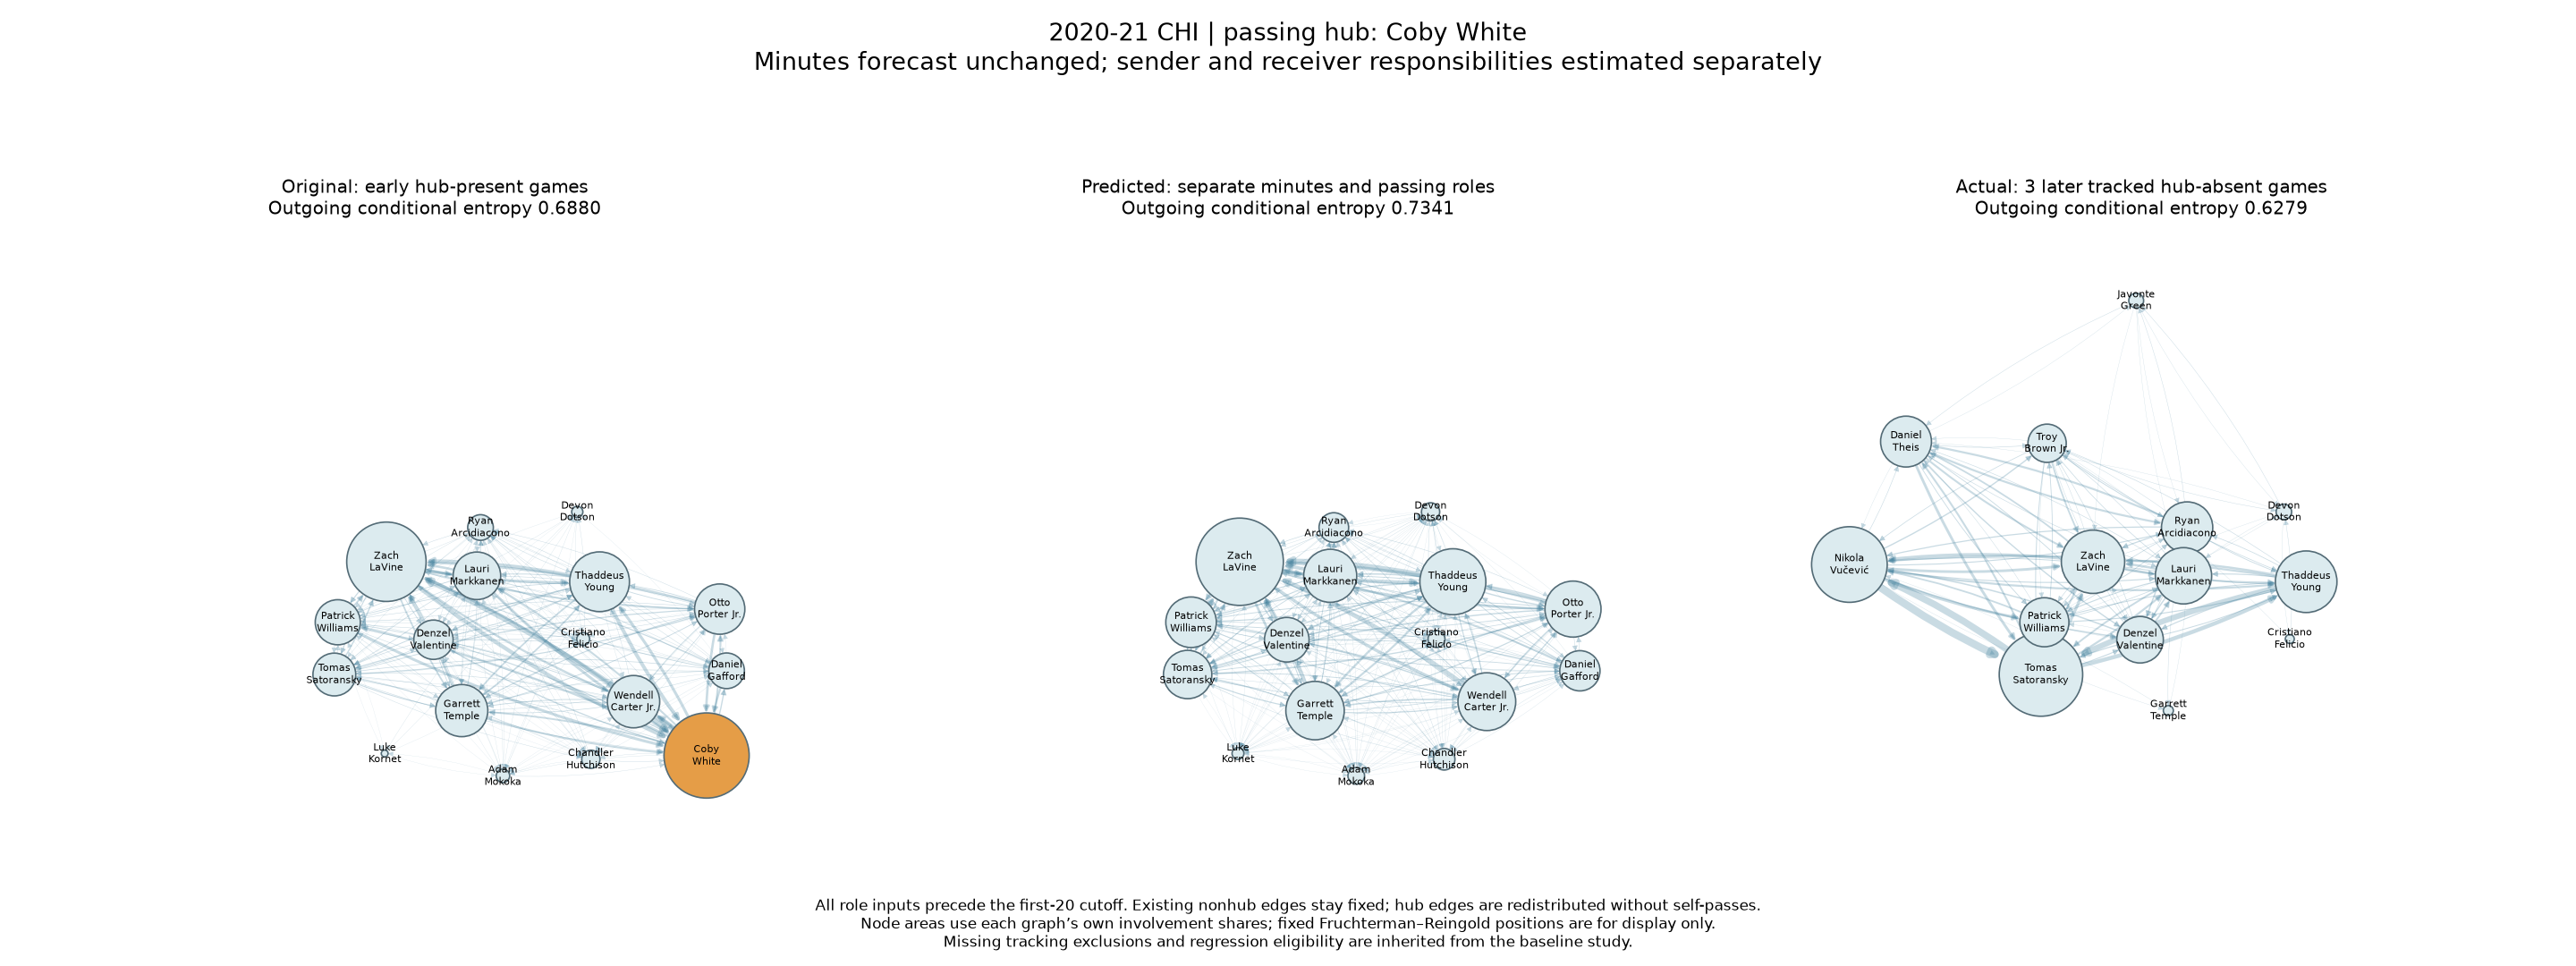 2020-21 CHI | passing hub: Coby White
Minutes forecast unchanged; sender and receiver responsibilities estimated separately
Original: early hub-present games
Outgoing conditional entropy 0.6880
Devon
Dotson
Ryan
Arcidiacono
Zach
LaVine
Lauri
Markkanen
Thaddeus
Young
Otto
Porter Jr.
Patrick
Williams
Denzel
Valentine
Cristiano
Felicio
Tomas
Satoransky
Daniel
Gafford
Wendell
Carter Jr.
Garrett
Temple
Luke
Kornet
Coby
White
Chandler
Hutchison
Adam
Mokoka
Predicted: separate minutes and passing roles
Outgoing conditional entropy 0.7341
Devon
Dotson
Ryan
Arcidiacono
Zach
LaVine
Lauri
Markkanen
Thaddeus
Young
Otto
Porter Jr.
Patrick
Williams
Denzel
Valentine
Cristiano
Felicio
Tomas
Satoransky
Daniel
Gafford
Wendell
Carter Jr.
Garrett
Temple
Luke
Kornet
Chandler
Hutchison
Adam
Mokoka
Actual: 3 later tracked hub-absent games
Outgoing conditional entropy 0.6279
Javonte
Green
Daniel
Theis
Troy
Brown Jr.
Devon
Dotson
Ryan
Arcidiacono
Nikola
Vučević
Zach
LaVine
Lauri
Markkanen
Thaddeus
Young
Patrick
Williams
Denzel
Valentine
Cristiano
Felicio
Tomas
Satoransky
Garrett
Temple
All role inputs precede the first-20 cutoff. Existing nonhub edges stay fixed; hub edges are redistributed without self-passes.
Node areas use each graph’s own involvement shares; fixed Fruchterman–Reingold positions are for display only.
Missing tracking exclusions and regression eligibility are inherited from the baseline study.